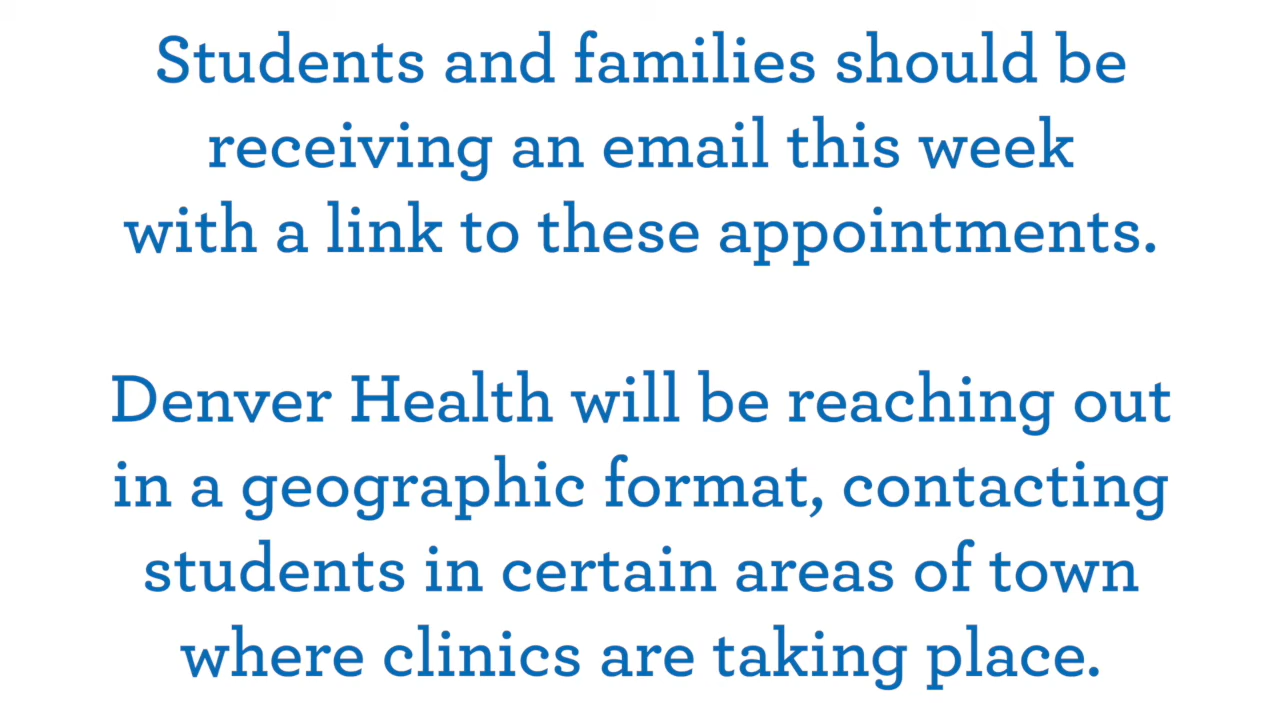 Students and families should be
receiving an email this week
with a link to these appointments.
Denver Health will be reaching out
in a geographic format, contacting
students in certain areas of town
where clinics are taking place.